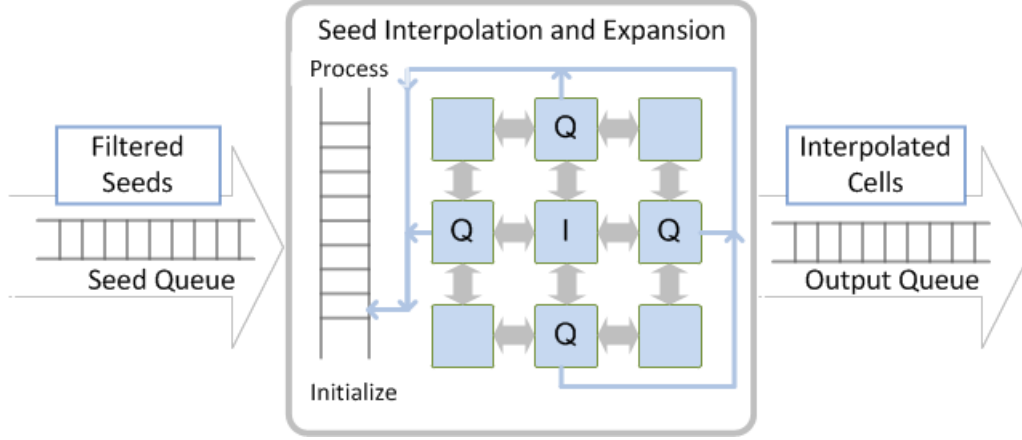 Seed Interpolation and Expansion
Process
Filtered
Seeds
Seed Queue
Q
Q
I
Q
Q
Initialize
Interpolated
Cells
Output Queue